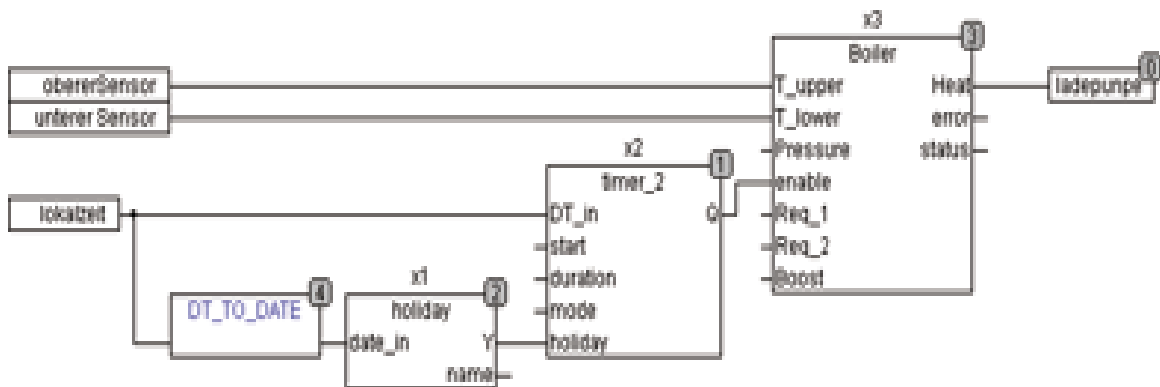 x3
3
Boiler
obererSensor
T_upper
Heat
ladepunpe
0
unterer Sensor
T_lower
error
Pressure
status
x2
1
timer_2
enable
lokalzeit
DT_in
Q
Req_1
start
Req_2
x1
duration
Boost
4
2
DT_TO_DATE
holiday
mode
date_in
Y
holiday
name